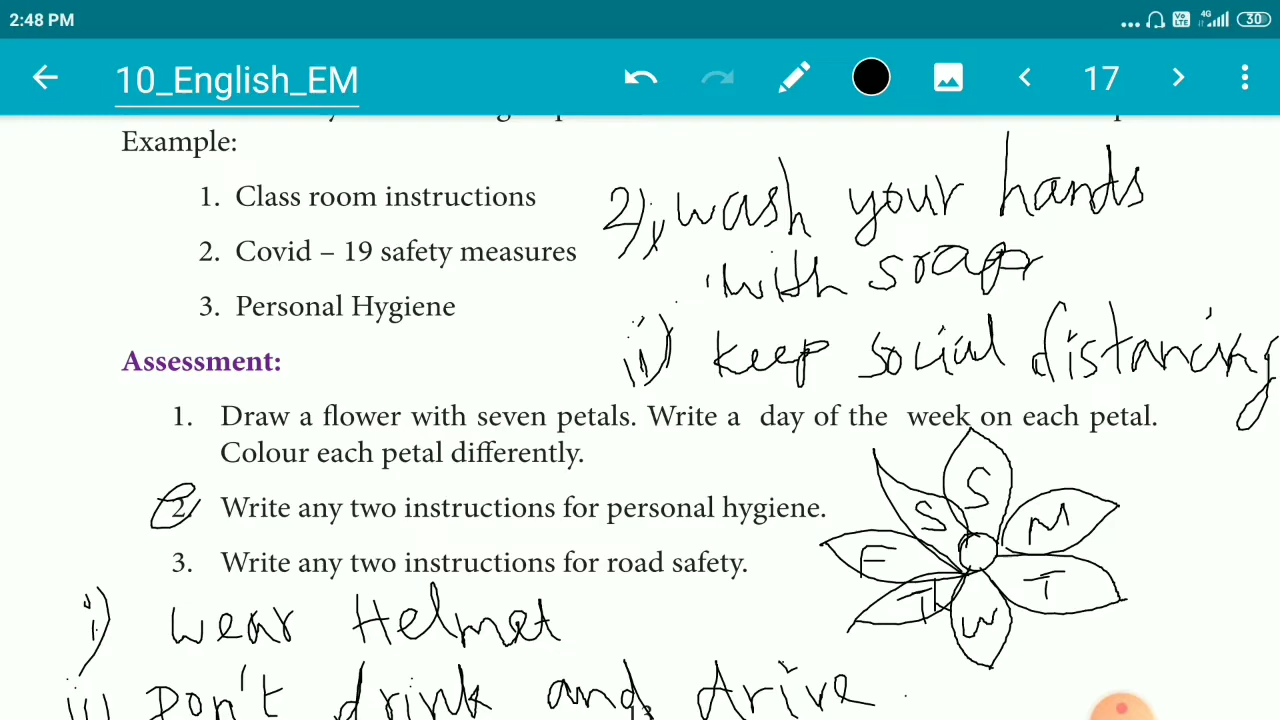 2:48 PM
4G
30
10_English_EM
17
Example:
1. Class room instructions
2. Covid – 19 safety measures
3. Personal Hygiene
2) i, wash your hands
with soap
ii) keep social distancing
Assessment:
1. Draw a flower with seven petals. Write a day of the week on each petal.
Colour each petal differently.
2. Write any two instructions for personal hygiene.
3. Write any two instructions for road safety.
S
M
T
W
Th
F
S
i) wear Helmet
ii) Don't drink and drive.